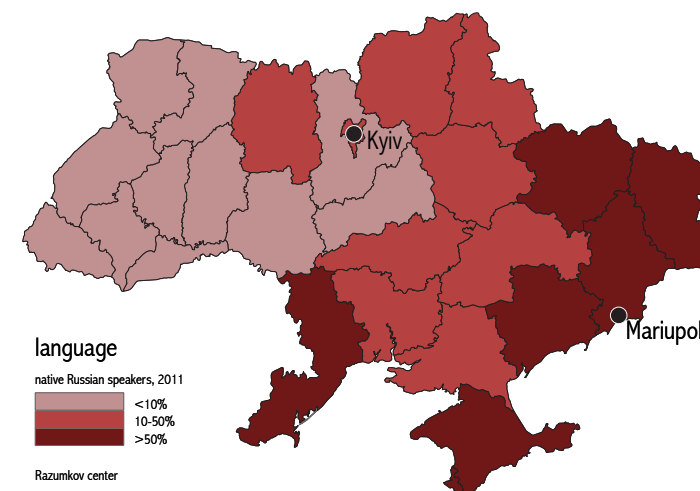 Kyiv
Mariupol
language
native Russian speakers, 2011
<10%
10-50%
>50%
Razumkov center